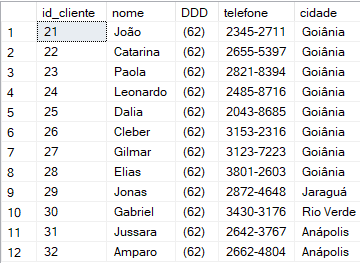 id_cliente nome DDD telefone cidade
1 21 João (62) 2345-2711 Goiânia
2 22 Catarina (62) 2655-5397 Goiânia
3 23 Paola (62) 2821-8394 Goiânia
4 24 Leonardo (62) 2485-8716 Goiânia
5 25 Dalia (62) 2043-8685 Goiânia
6 26 Cleber (62) 3153-2316 Goiânia
7 27 Gilmar (62) 3123-7223 Goiânia
8 28 Elias (62) 3801-2603 Goiânia
9 29 Jonas (62) 2872-4648 Jaraguá
10 30 Gabriel (62) 3430-3176 Rio Verde
11 31 Jussara (62) 2642-3767 Anápolis
12 32 Amparo (62) 2662-4804 Anápolis